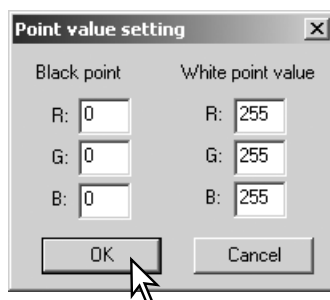 Point value setting
Black point White point value
R: 0 R: 255
G: 0 G: 255
B: 0 B: 255
OK Cancel